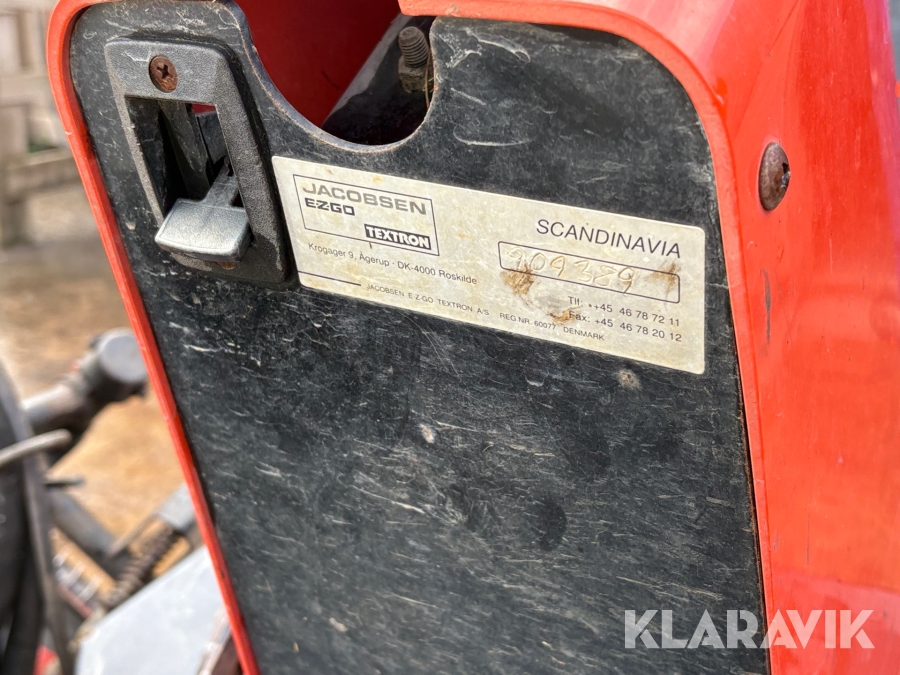 JACOBSEN
E-Z-GO
TEXTRON
Krogager 9, Ågerup · DK-4000 Roskilde
JACOBSEN E-Z-GO TEXTRON A/S REG.NR. 60077 DENMARK
SCANDINAVIA
909389
Tlf: ++45 46 78 72 11
Fax: +45 46 78 20 12
KLARAVIK